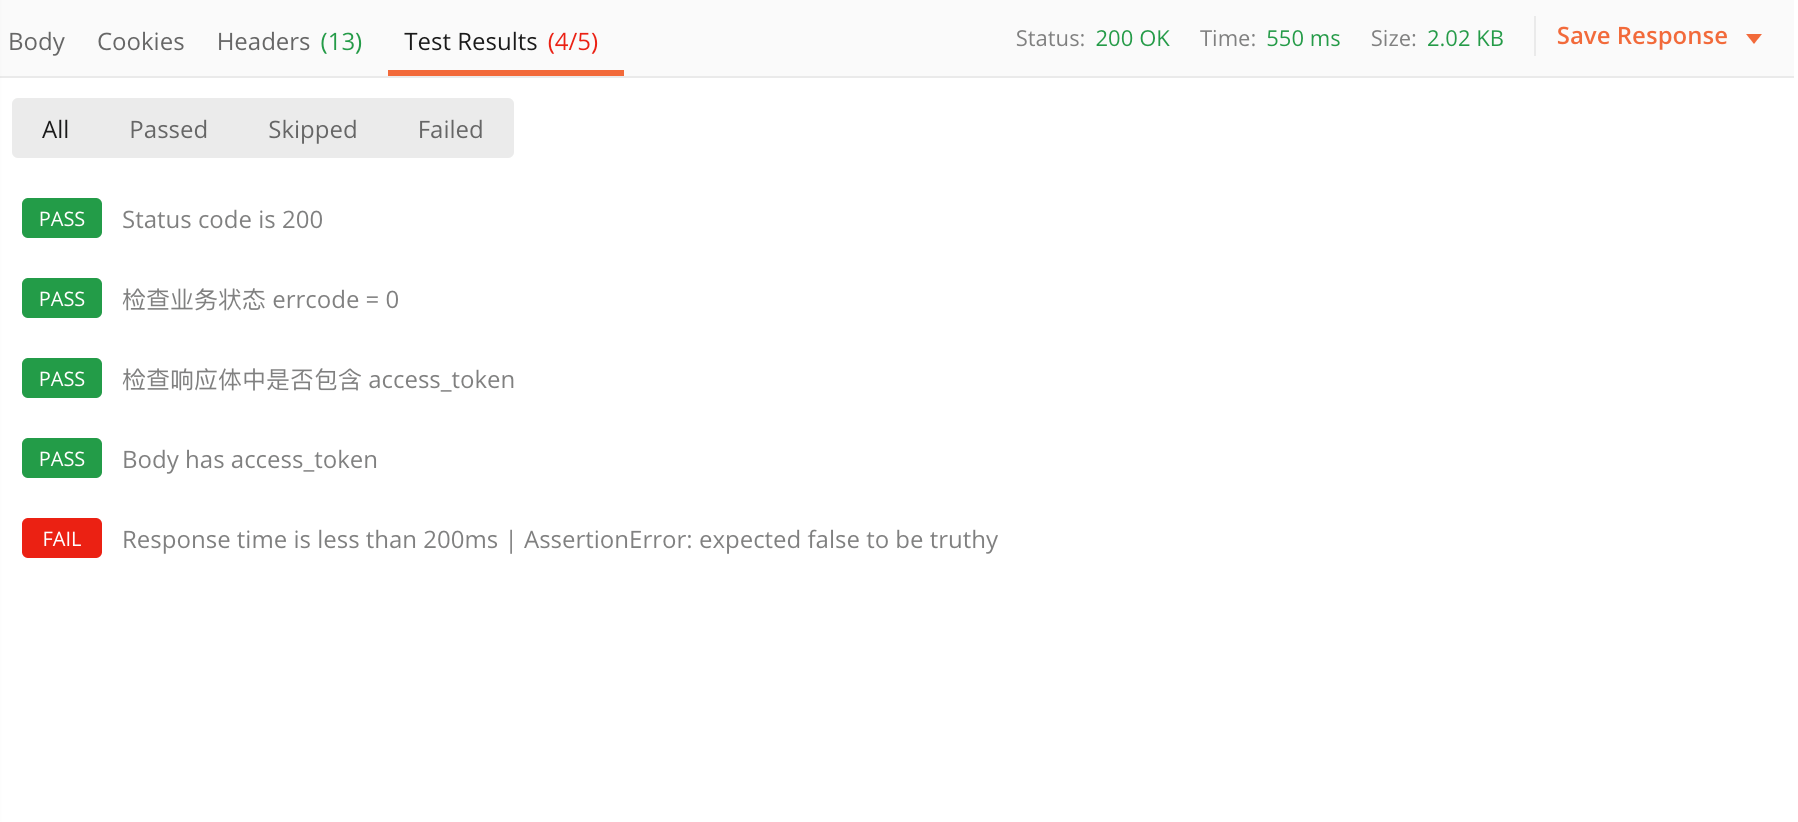 Body Cookies Headers (13) Test Results (4/5) Status: 200 OK Time: 550 ms Size: 2.02 KB Save Response
All Passed Skipped Failed
PASS Status code is 200
PASS 检查业务状态 errcode = 0
PASS 检查响应体中是否包含 access_token
PASS Body has access_token
FAIL Response time is less than 200ms | AssertionError: expected false to be truthy